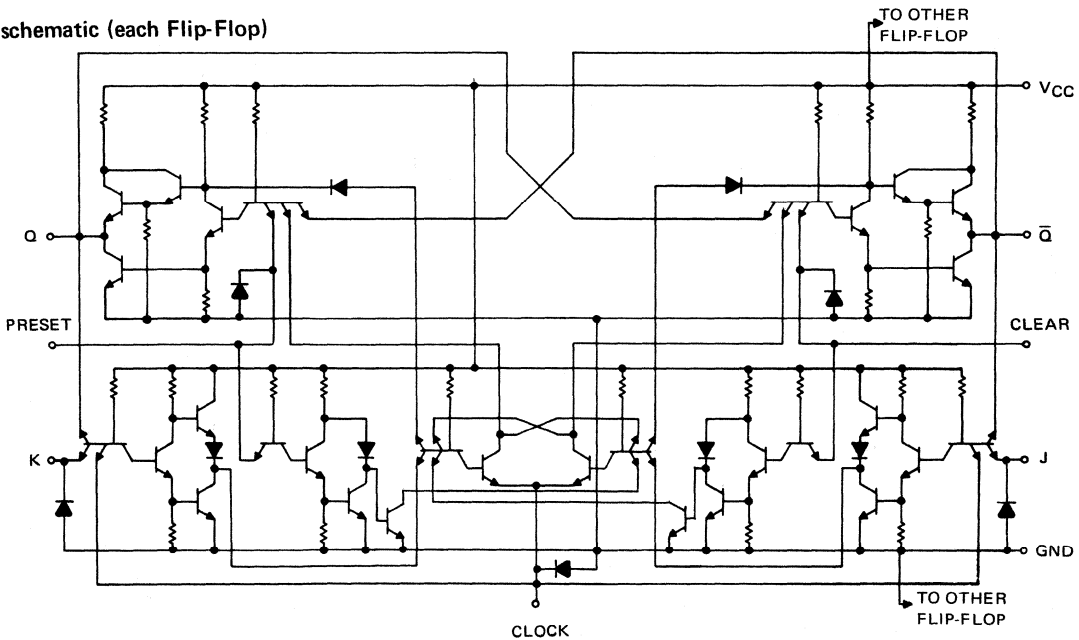 schematic (each Flip-Flop)
TO OTHER
FLIP-FLOP
VCC
Q
Q̅
PRESET
CLEAR
K
J
GND
TO OTHER
FLIP-FLOP
CLOCK